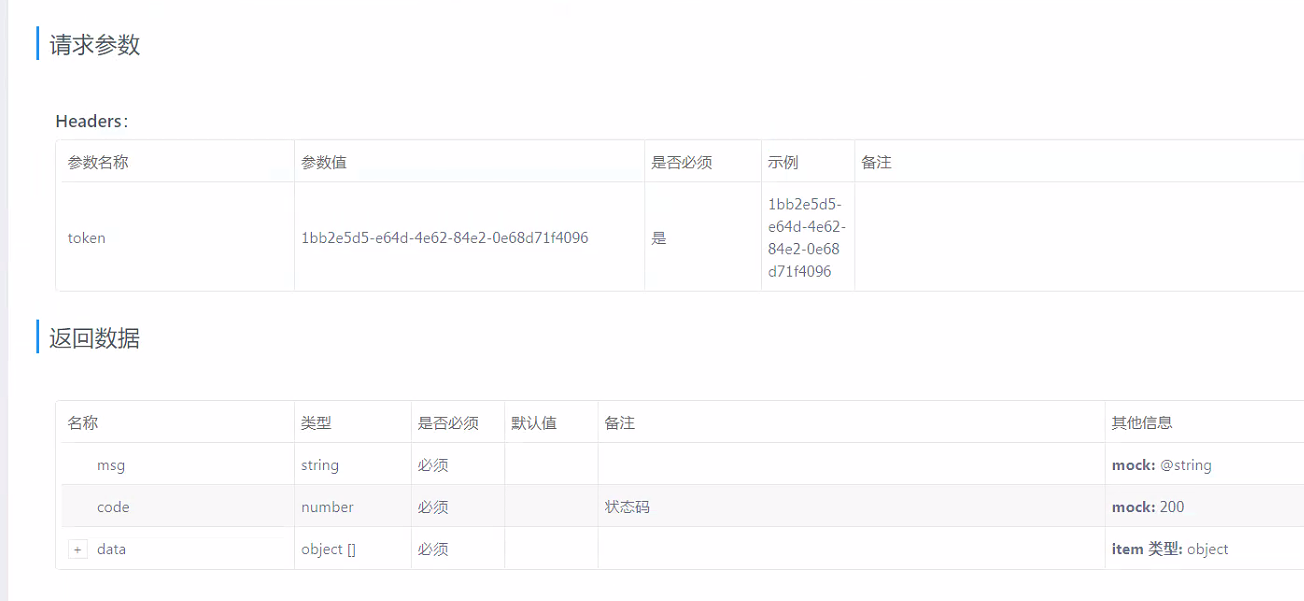 请求参数
Headers：
参数名称 参数值 是否必须 示例 备注
token 1bb2e5d5-e64d-4e62-84e2-0e68d71f4096 是 1bb2e5d5-
e64d-4e62-
84e2-0e68
d71f4096
返回数据
名称 类型 是否必须 默认值 备注 其他信息
msg string 必须 mock: @string
code number 必须 状态码 mock: 200
+ data object [] 必须 item 类型: object